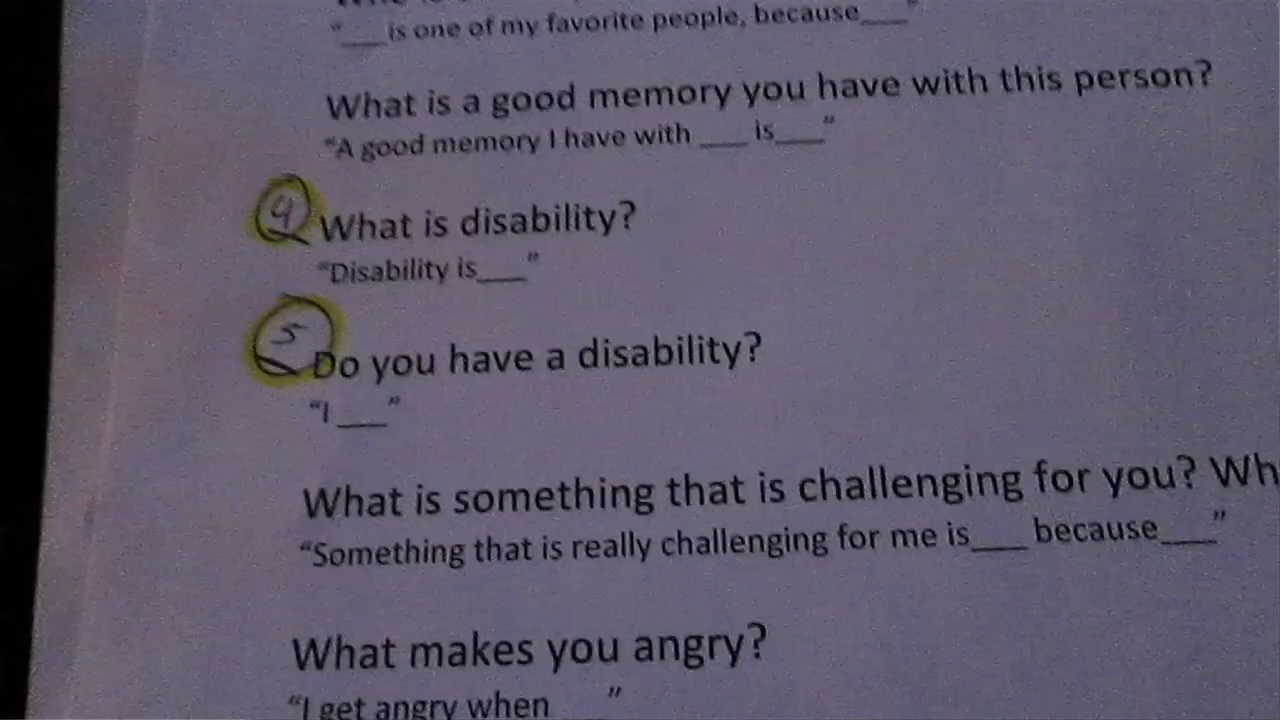 "___ is one of my favorite people, because___"
What is a good memory you have with this person?
"A good memory I have with ___ is___"
4 What is disability?
"Disability is___"
5 Do you have a disability?
"I ___"
What is something that is challenging for you? Wh
"Something that is really challenging for me is___ because___"
What makes you angry?
"I get angry when ___"